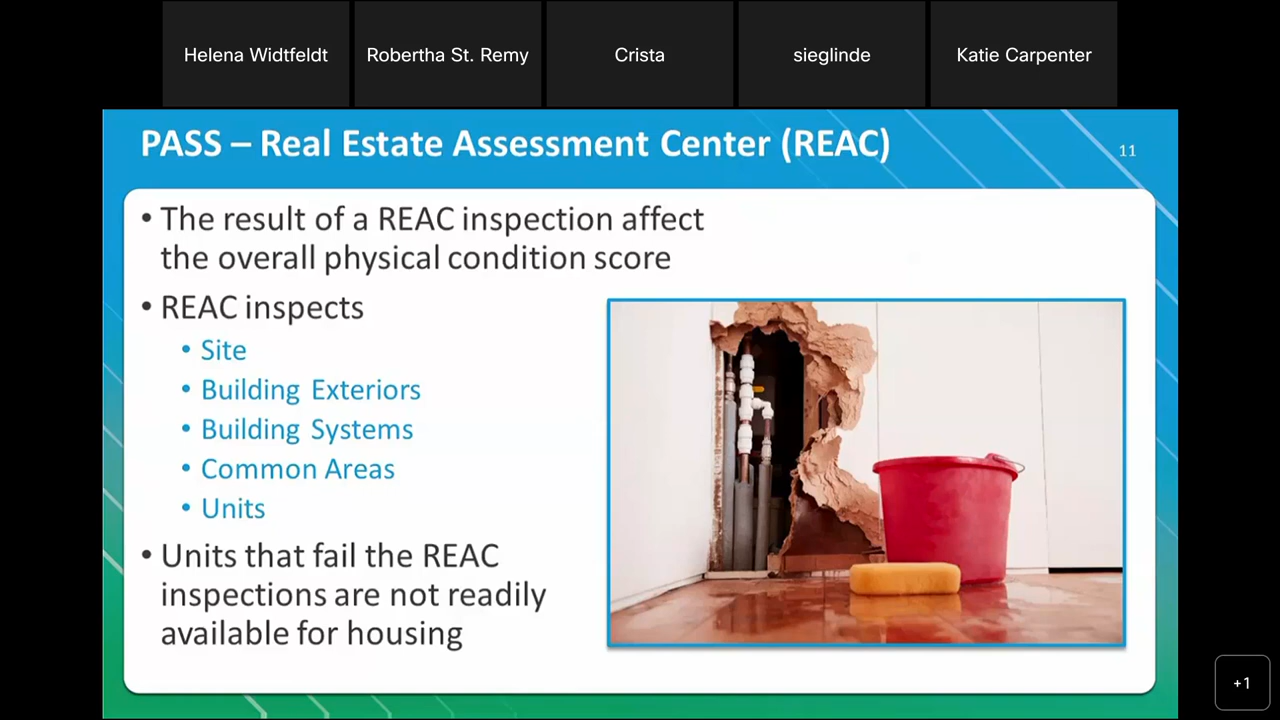 Helena Widtfeldt
Robertha St. Remy
Crista
sieglinde
Katie Carpenter
PASS – Real Estate Assessment Center (REAC)
11
• The result of a REAC inspection affect
the overall physical condition score
• REAC inspects
• Site
• Building Exteriors
• Building Systems
• Common Areas
• Units
• Units that fail the REAC
inspections are not readily
available for housing
+1